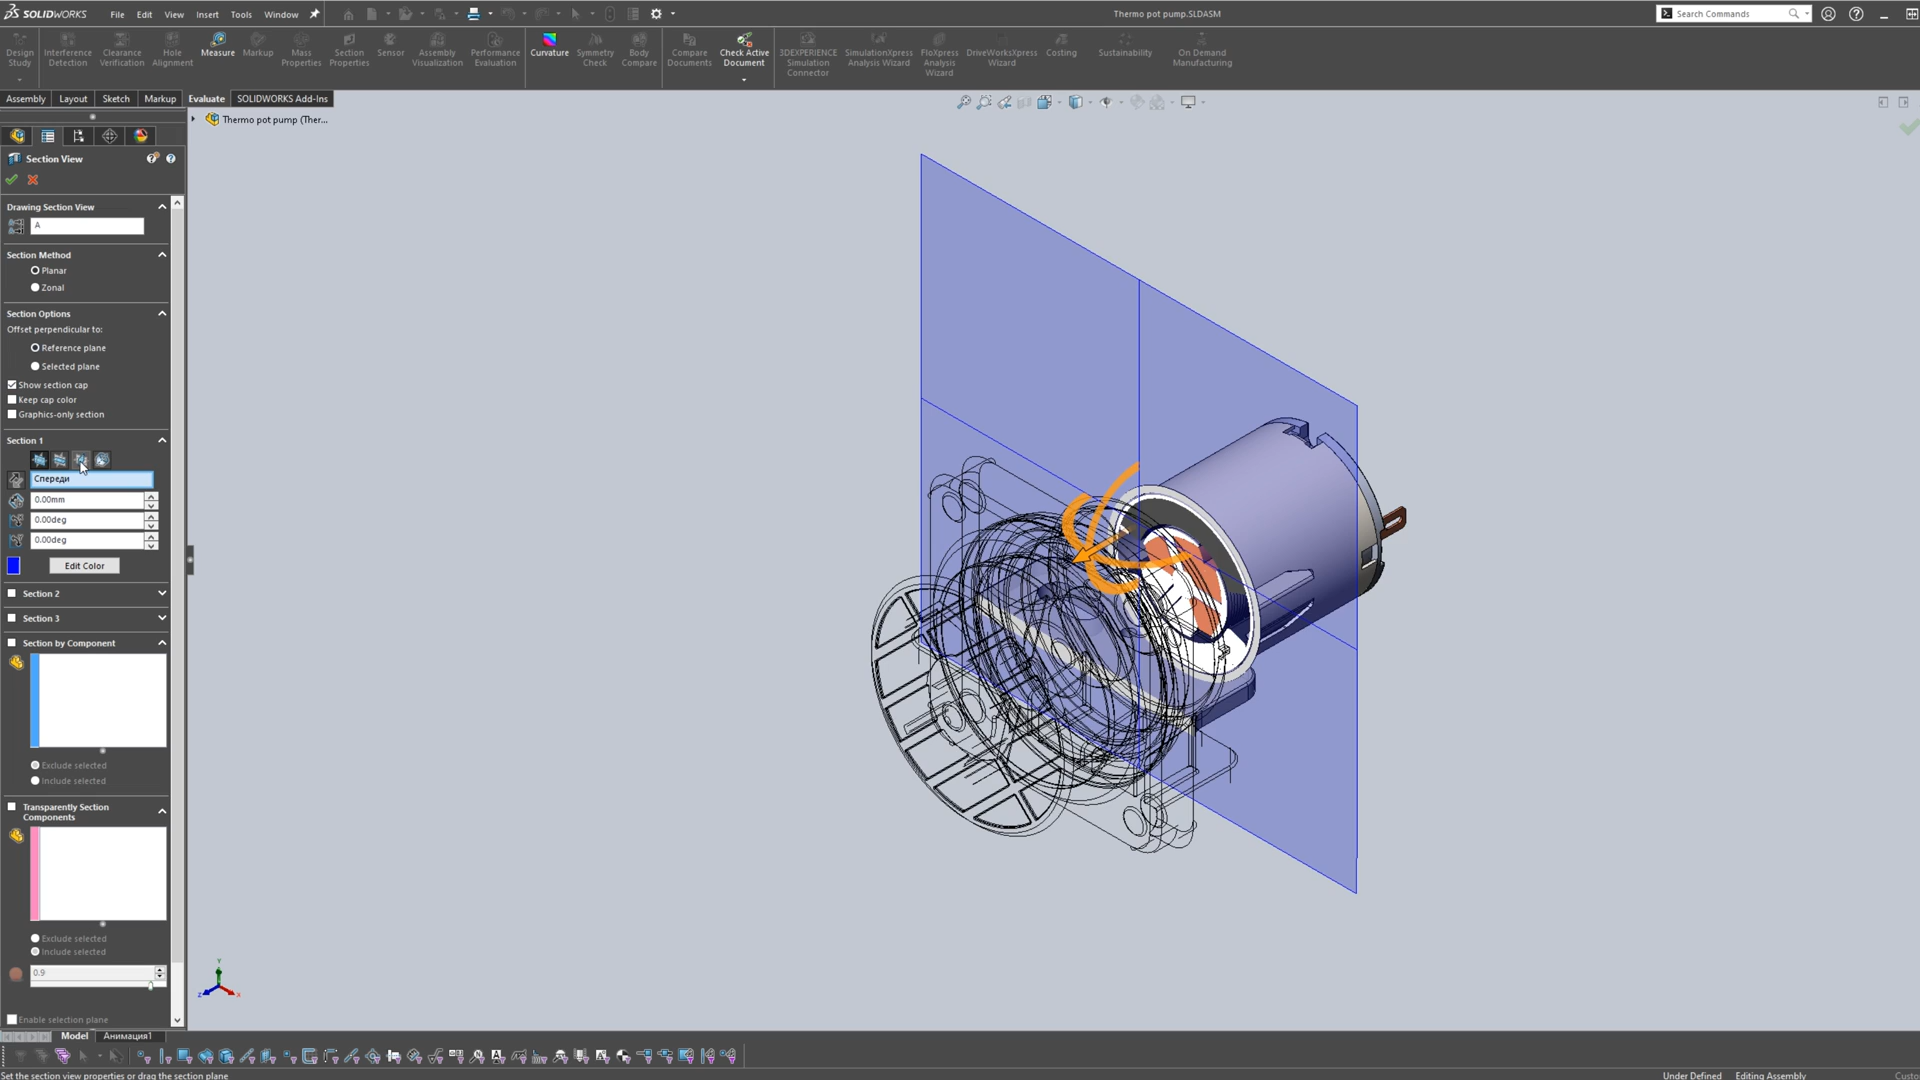 SOLIDWORKS
File
Edit
View
Insert
Tools
Window
Thermo pot pump.SLDASM
Search Commands
Design
Study
Interference
Detection
Clearance
Verification
Hole
Alignment
Measure
Markup
Mass
Properties
Section
Properties
Sensor
Assembly
Visualization
Performance
Evaluation
Curvature
Symmetry
Check
Body
Compare
Compare
Documents
Check Active
Document
3DEXPERIENCE
Simulation
Connector
SimulationXpress
Analysis Wizard
FloXpress
Analysis
Wizard
DriveWorksXpress
Wizard
Costing
Sustainability
On Demand
Manufacturing
Assembly
Layout
Sketch
Markup
Evaluate
SOLIDWORKS Add-Ins
Thermo pot pump (Ther...
Section View
Drawing Section View
A
Section Method
Planar
Zonal
Section Options
Offset perpendicular to:
Reference plane
Selected plane
Show section cap
Keep cap color
Graphics-only section
Section 1
Спереди
0.00mm
0.00deg
0.00deg
Edit Color
Section 2
Section 3
Section by Component
Exclude selected
Include selected
Transparently Section
Components
Exclude selected
Include selected
0.9
Enable selection plane
Y
Z
X
Model
Анимация1
Set the section view properties or drag the section plane
Under Defined
Editing Assembly
Custo